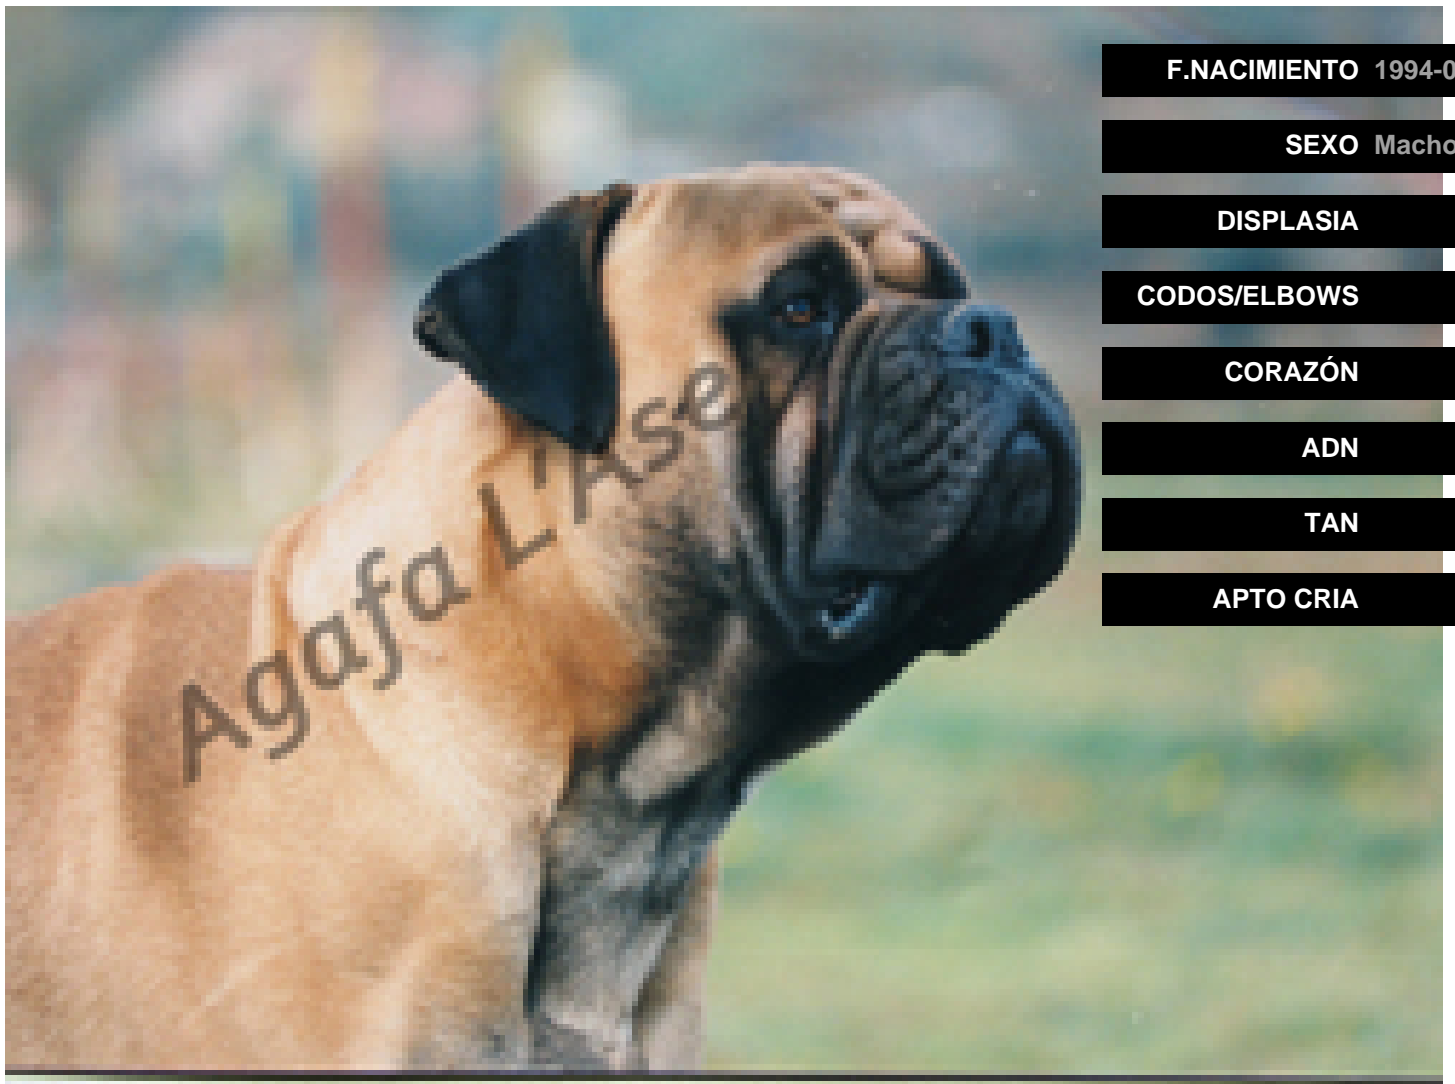 F.NACIMIENTO 1994-0
SEXO Macho
DISPLASIA
CODOS/ELBOWS
CORAZÓN
ADN
TAN
APTO CRIA
Agafa L'Ase